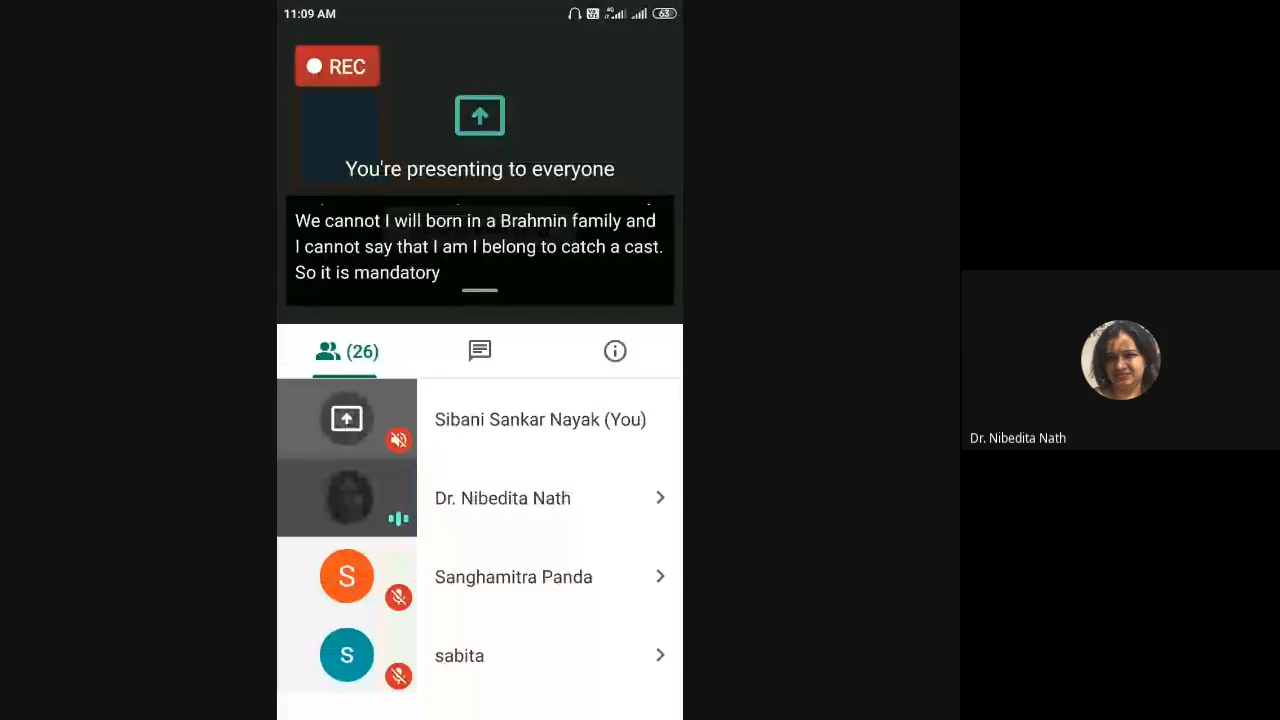 11:09 AM
4G
63
REC
You're presenting to everyone
We cannot I will born in a Brahmin family and
I cannot say that I am I belong to catch a cast.
So it is mandatory
(26)
Sibani Sankar Nayak (You)
Dr. Nibedita Nath
S
Sanghamitra Panda
s
sabita
Dr. Nibedita Nath